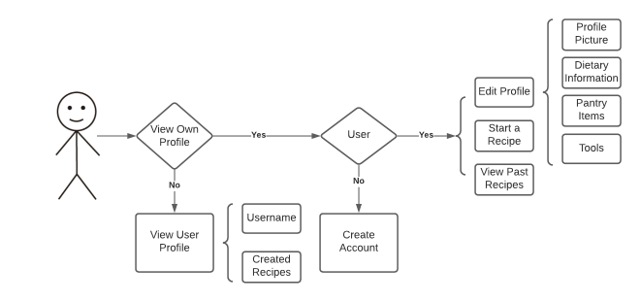 View Own
Profile
Yes
User
Yes
Edit Profile
Start a
Recipe
View Past
Recipes
Profile
Picture
Dietary
Information
Pantry
Items
Tools
No
View User
Profile
Username
Created
Recipes
No
Create
Account